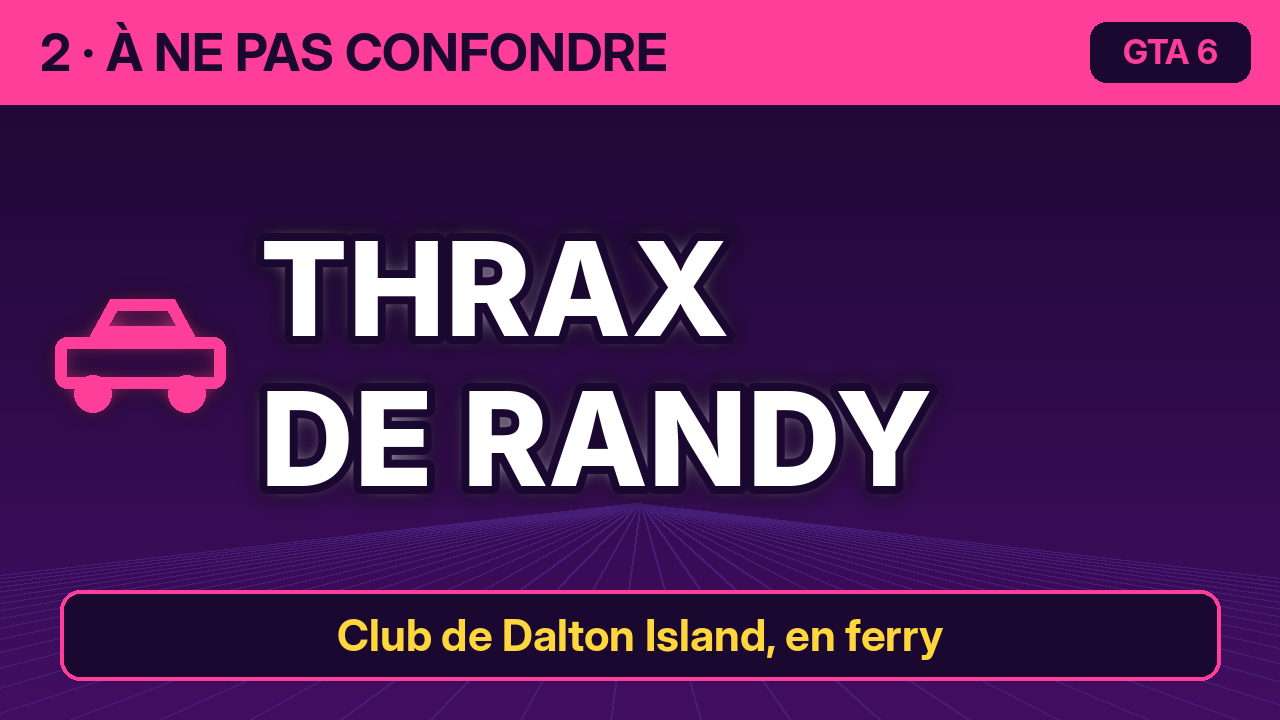 2 · À NE PAS CONFONDRE
GTA 6
THRAX
DE RANDY
Club de Dalton Island, en ferry